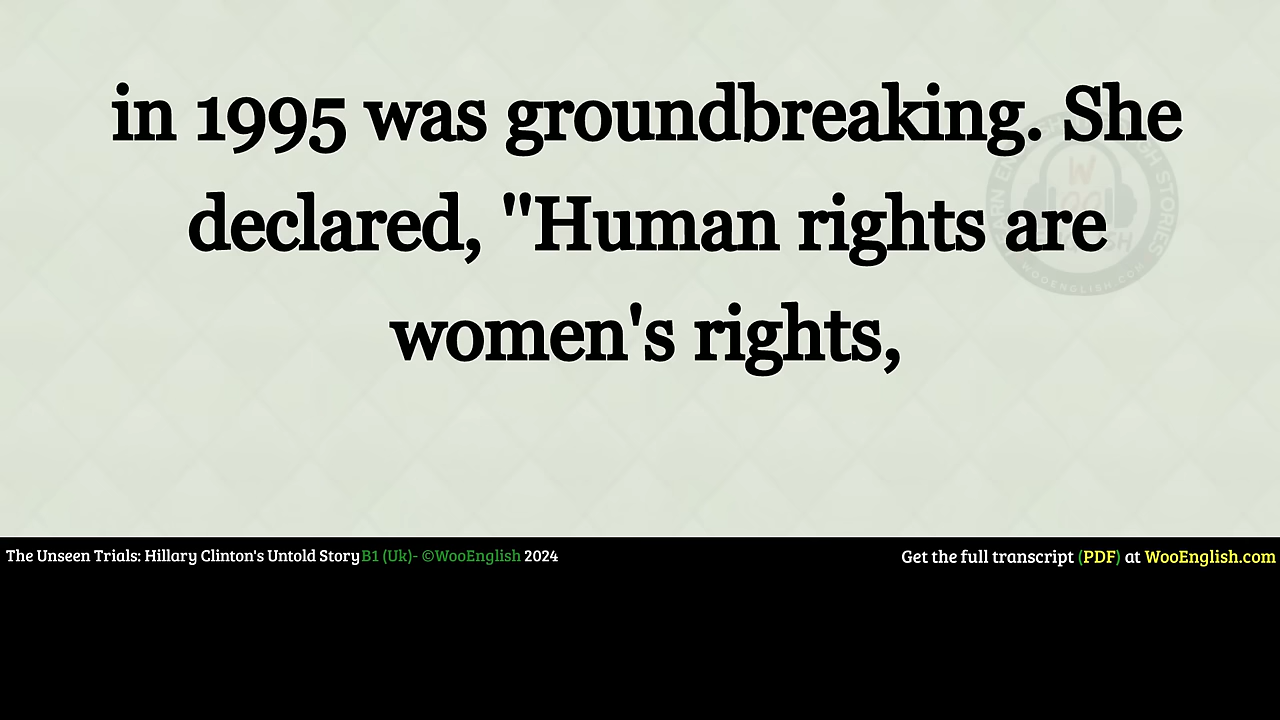 in 1995 was groundbreaking. She
declared, "Human rights are
women's rights,
The Unseen Trials: Hillary Clinton's Untold Story B1 (Uk)- ©WooEnglish 2024
Get the full transcript (PDF) at WooEnglish.com